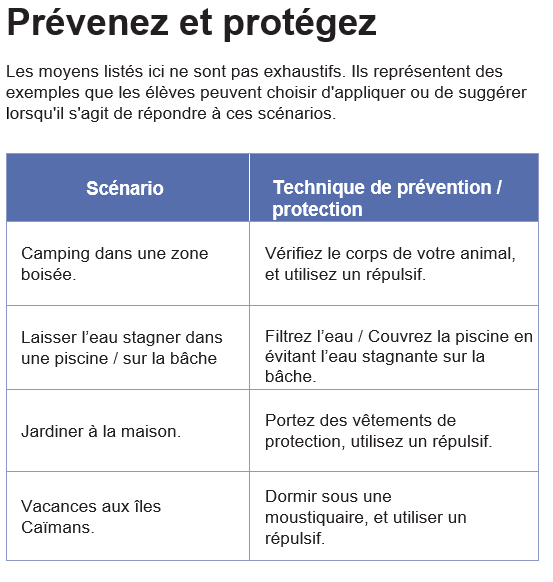 Prévenez et protégez
Les moyens listés ici ne sont pas exhaustifs. Ils représentent des
exemples que les élèves peuvent choisir d'appliquer ou de suggérer
lorsqu'il s'agit de répondre à ces scénarios.
Scénario
Technique de prévention /
protection
Camping dans une zone
boisée.
Vérifiez le corps de votre animal,
et utilisez un répulsif.
Laisser l’eau stagner dans
une piscine / sur la bâche
Filtrez l’eau / Couvrez la piscine en
évitant l’eau stagnante sur la
bâche.
Jardiner à la maison.
Portez des vêtements de
protection, utilisez un répulsif.
Vacances aux îles
Caïmans.
Dormir sous une
moustiquaire, et utiliser un
répulsif.